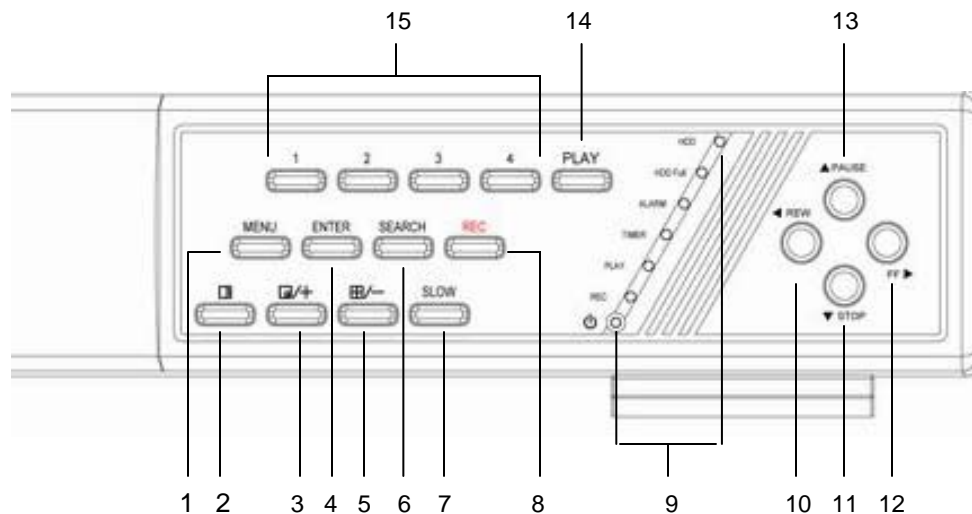 15 14 13
1 2 3 4 PLAY
HDD
HDD Full
ALARM
TIMER
PLAY
REC
▲ PAUSE
◀ REW
FF ▶
▼ STOP
MENU ENTER SEARCH REC
/+ /− SLOW
1 2 3 4 5 6 7 8 9 10 11 12